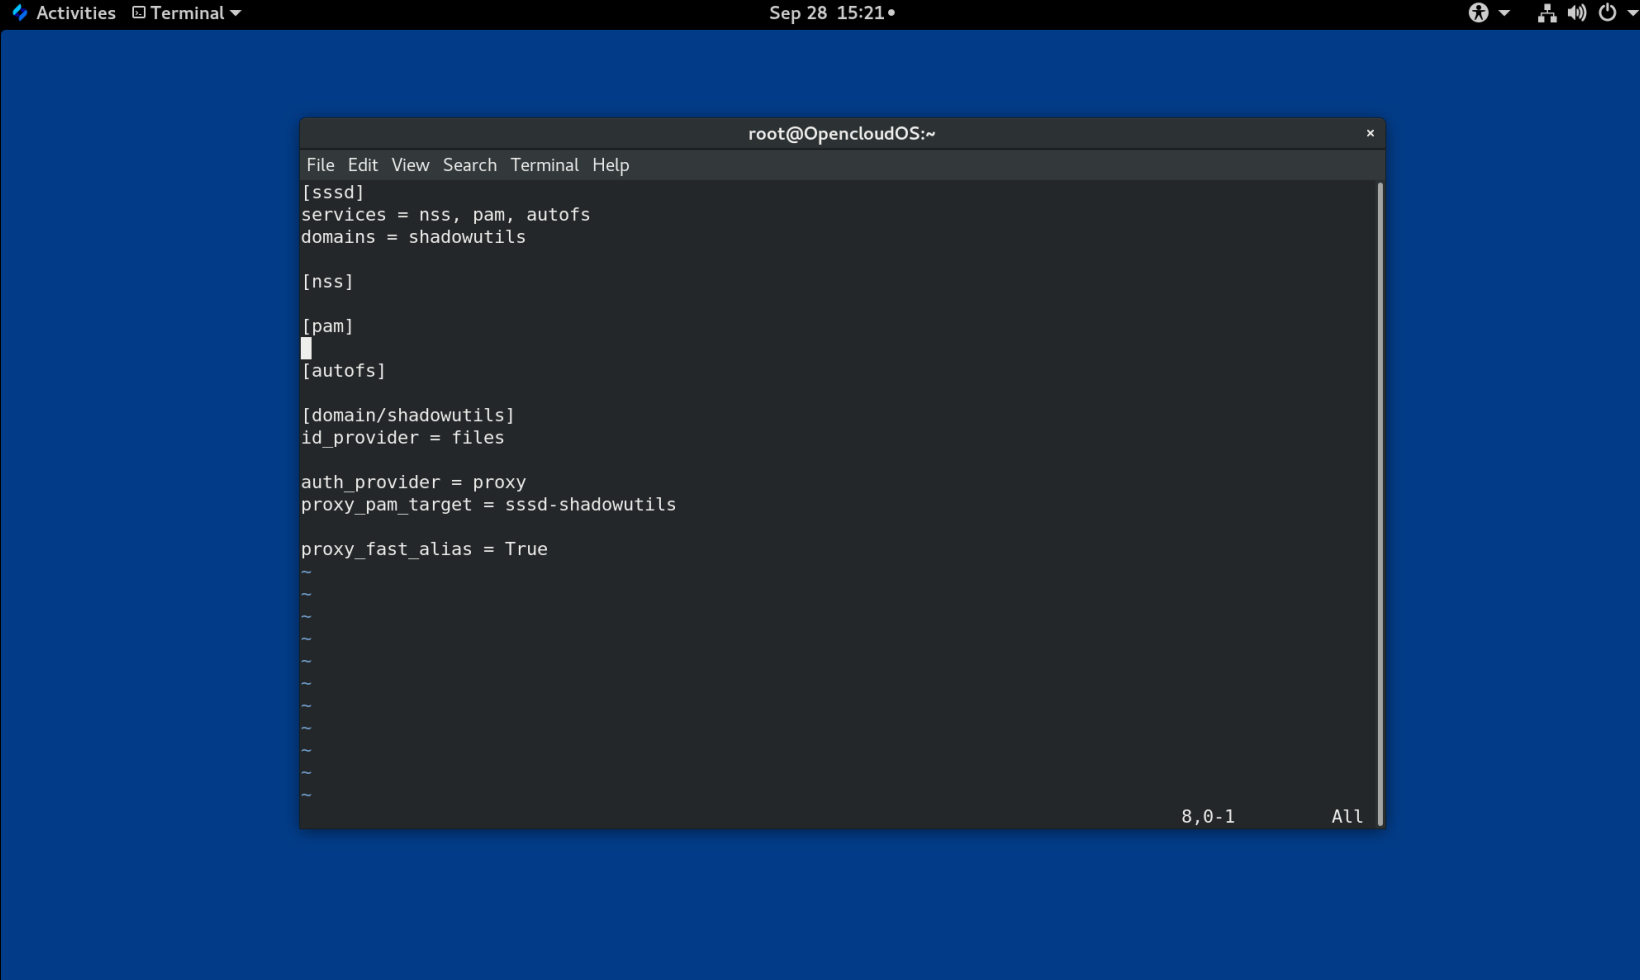 Activities Terminal Sep 28 15:21
root@OpencloudOS:~ ×
File Edit View Search Terminal Help
[sssd]
services = nss, pam, autofs
domains = shadowutils
[nss]
[pam]
[autofs]
[domain/shadowutils]
id_provider = files
auth_provider = proxy
proxy_pam_target = sssd-shadowutils
proxy_fast_alias = True
~
~
~
~
~
~
~
~
~
~
~
8,0-1 All